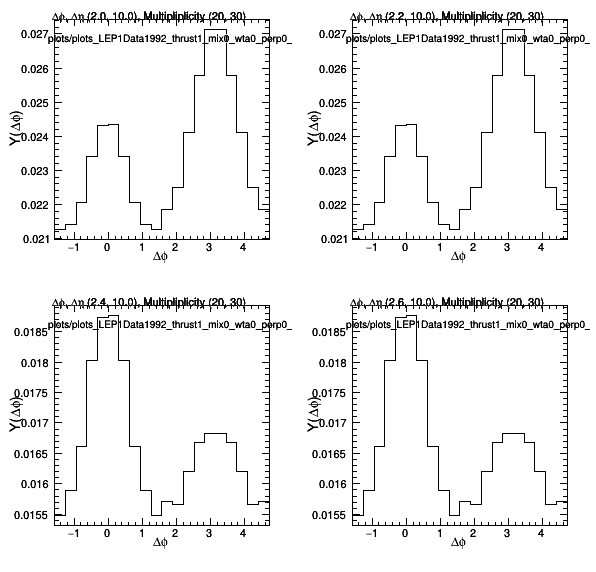 Δϕ, Δη (2.0, 10.0), Multipliplicity (20, 30)
plots/plots_LEP1Data1992_thrust1_mix0_wta0_perp0_
Y(Δϕ)
0.027
0.026
0.025
0.024
0.023
0.022
0.021
−1 0 1 2 3 4
Δϕ
Δϕ, Δη (2.2, 10.0), Multipliplicity (20, 30)
plots/plots_LEP1Data1992_thrust1_mix0_wta0_perp0_
Y(Δϕ)
0.027
0.026
0.025
0.024
0.023
0.022
0.021
−1 0 1 2 3 4
Δϕ
Δϕ, Δη (2.4, 10.0), Multipliplicity (20, 30)
plots/plots_LEP1Data1992_thrust1_mix0_wta0_perp0_
Y(Δϕ)
0.0185
0.018
0.0175
0.017
0.0165
0.016
0.0155
−1 0 1 2 3 4
Δϕ
Δϕ, Δη (2.6, 10.0), Multipliplicity (20, 30)
plots/plots_LEP1Data1992_thrust1_mix0_wta0_perp0_
Y(Δϕ)
0.0185
0.018
0.0175
0.017
0.0165
0.016
0.0155
−1 0 1 2 3 4
Δϕ